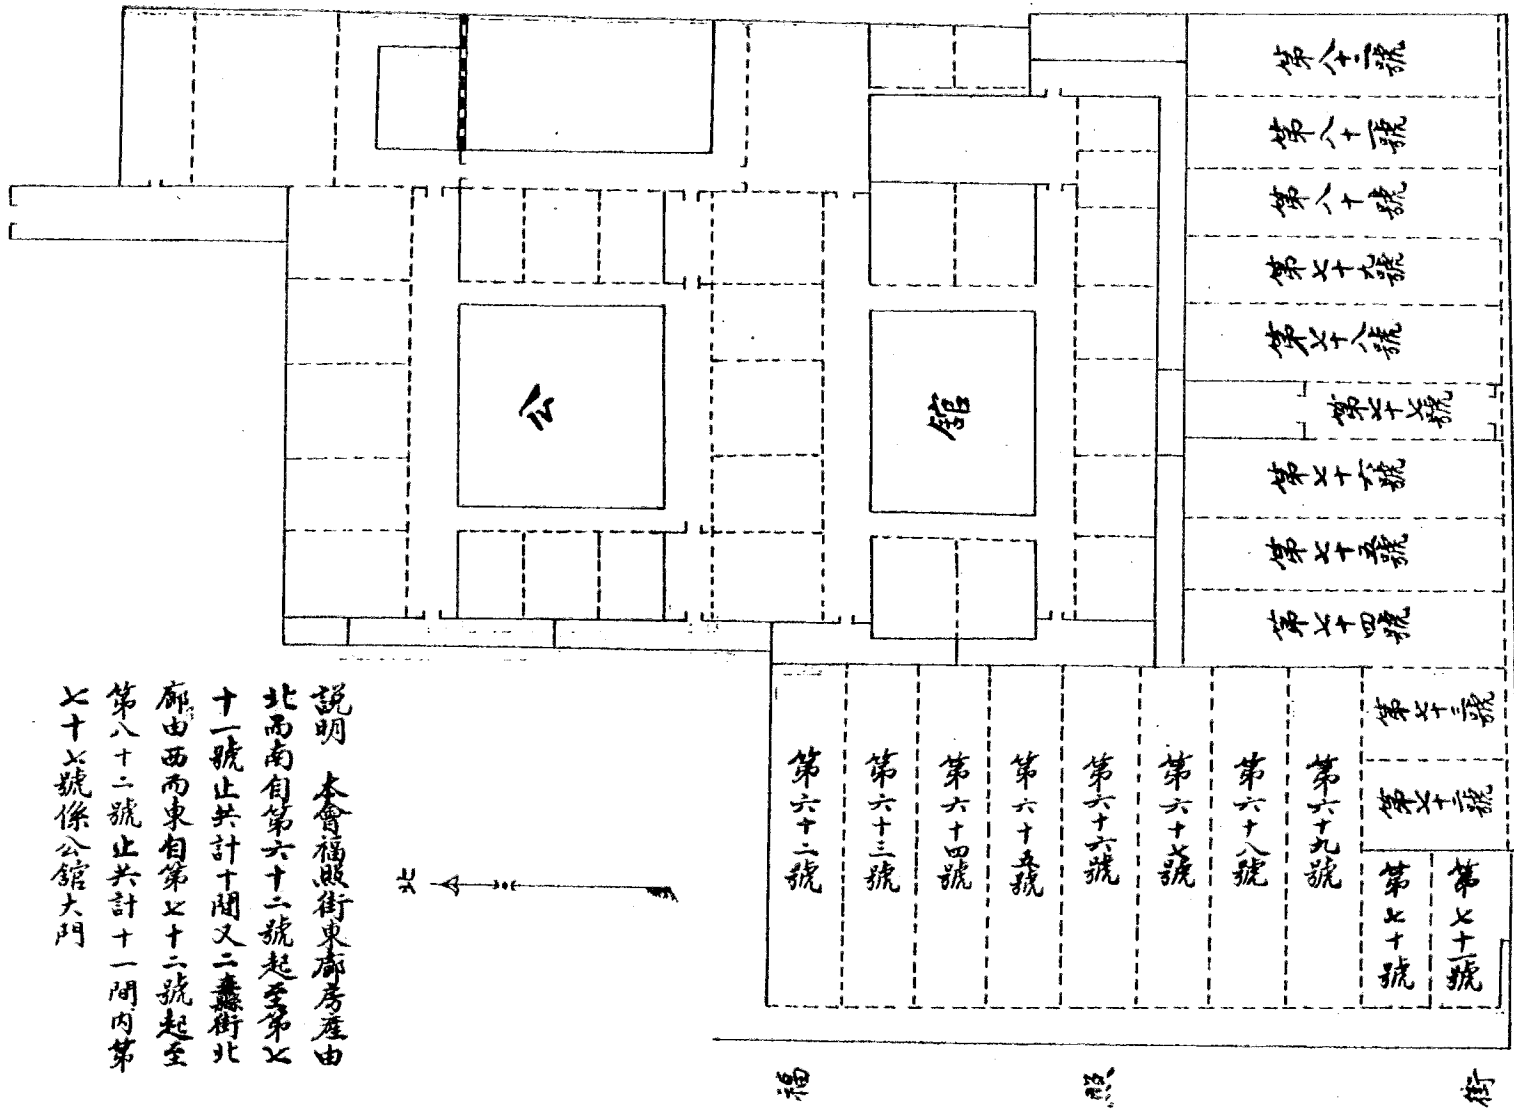 第八十二號
第八十一號
第八十號
第七十九號
第七十八號
第七十七號
第七十六號
第七十五號
第七十四號
第七十三號
第七十二號
公
館
第六十二號
第六十三號
第六十四號
第六十五號
第六十六號
第六十七號
第六十八號
第六十九號
第七十號
第七十一號
北
說明 本會福照街東廊房產由
北而南自第六十二號起至第七
十一號止共計十間又二纛街北
廊由西而東自第七十二號起至
第八十二號止共計十一間內第
七十七號係公館大門
福照街